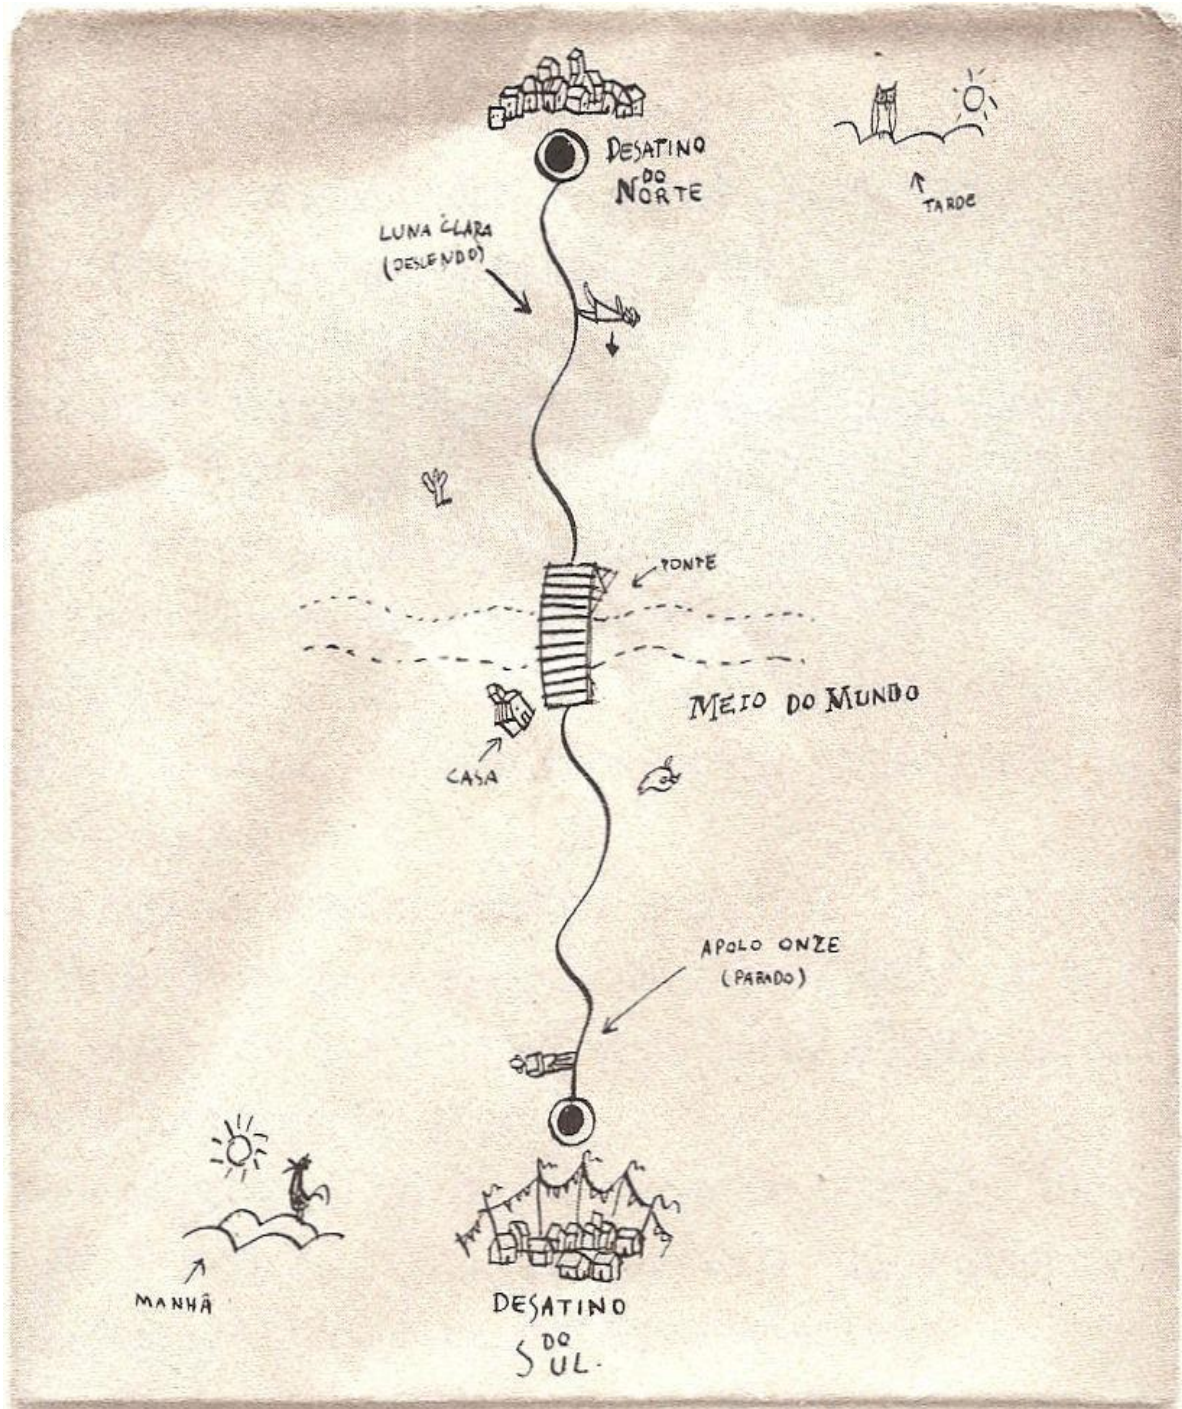 DESATINO
DO
NORTE
TARDE
LUNA CLARA
(DESCENDO)
PONTE
MEIO DO MUNDO
CASA
APOLO ONZE
(PARADO)
MANHÃ
DESATINO
DO
SUL.